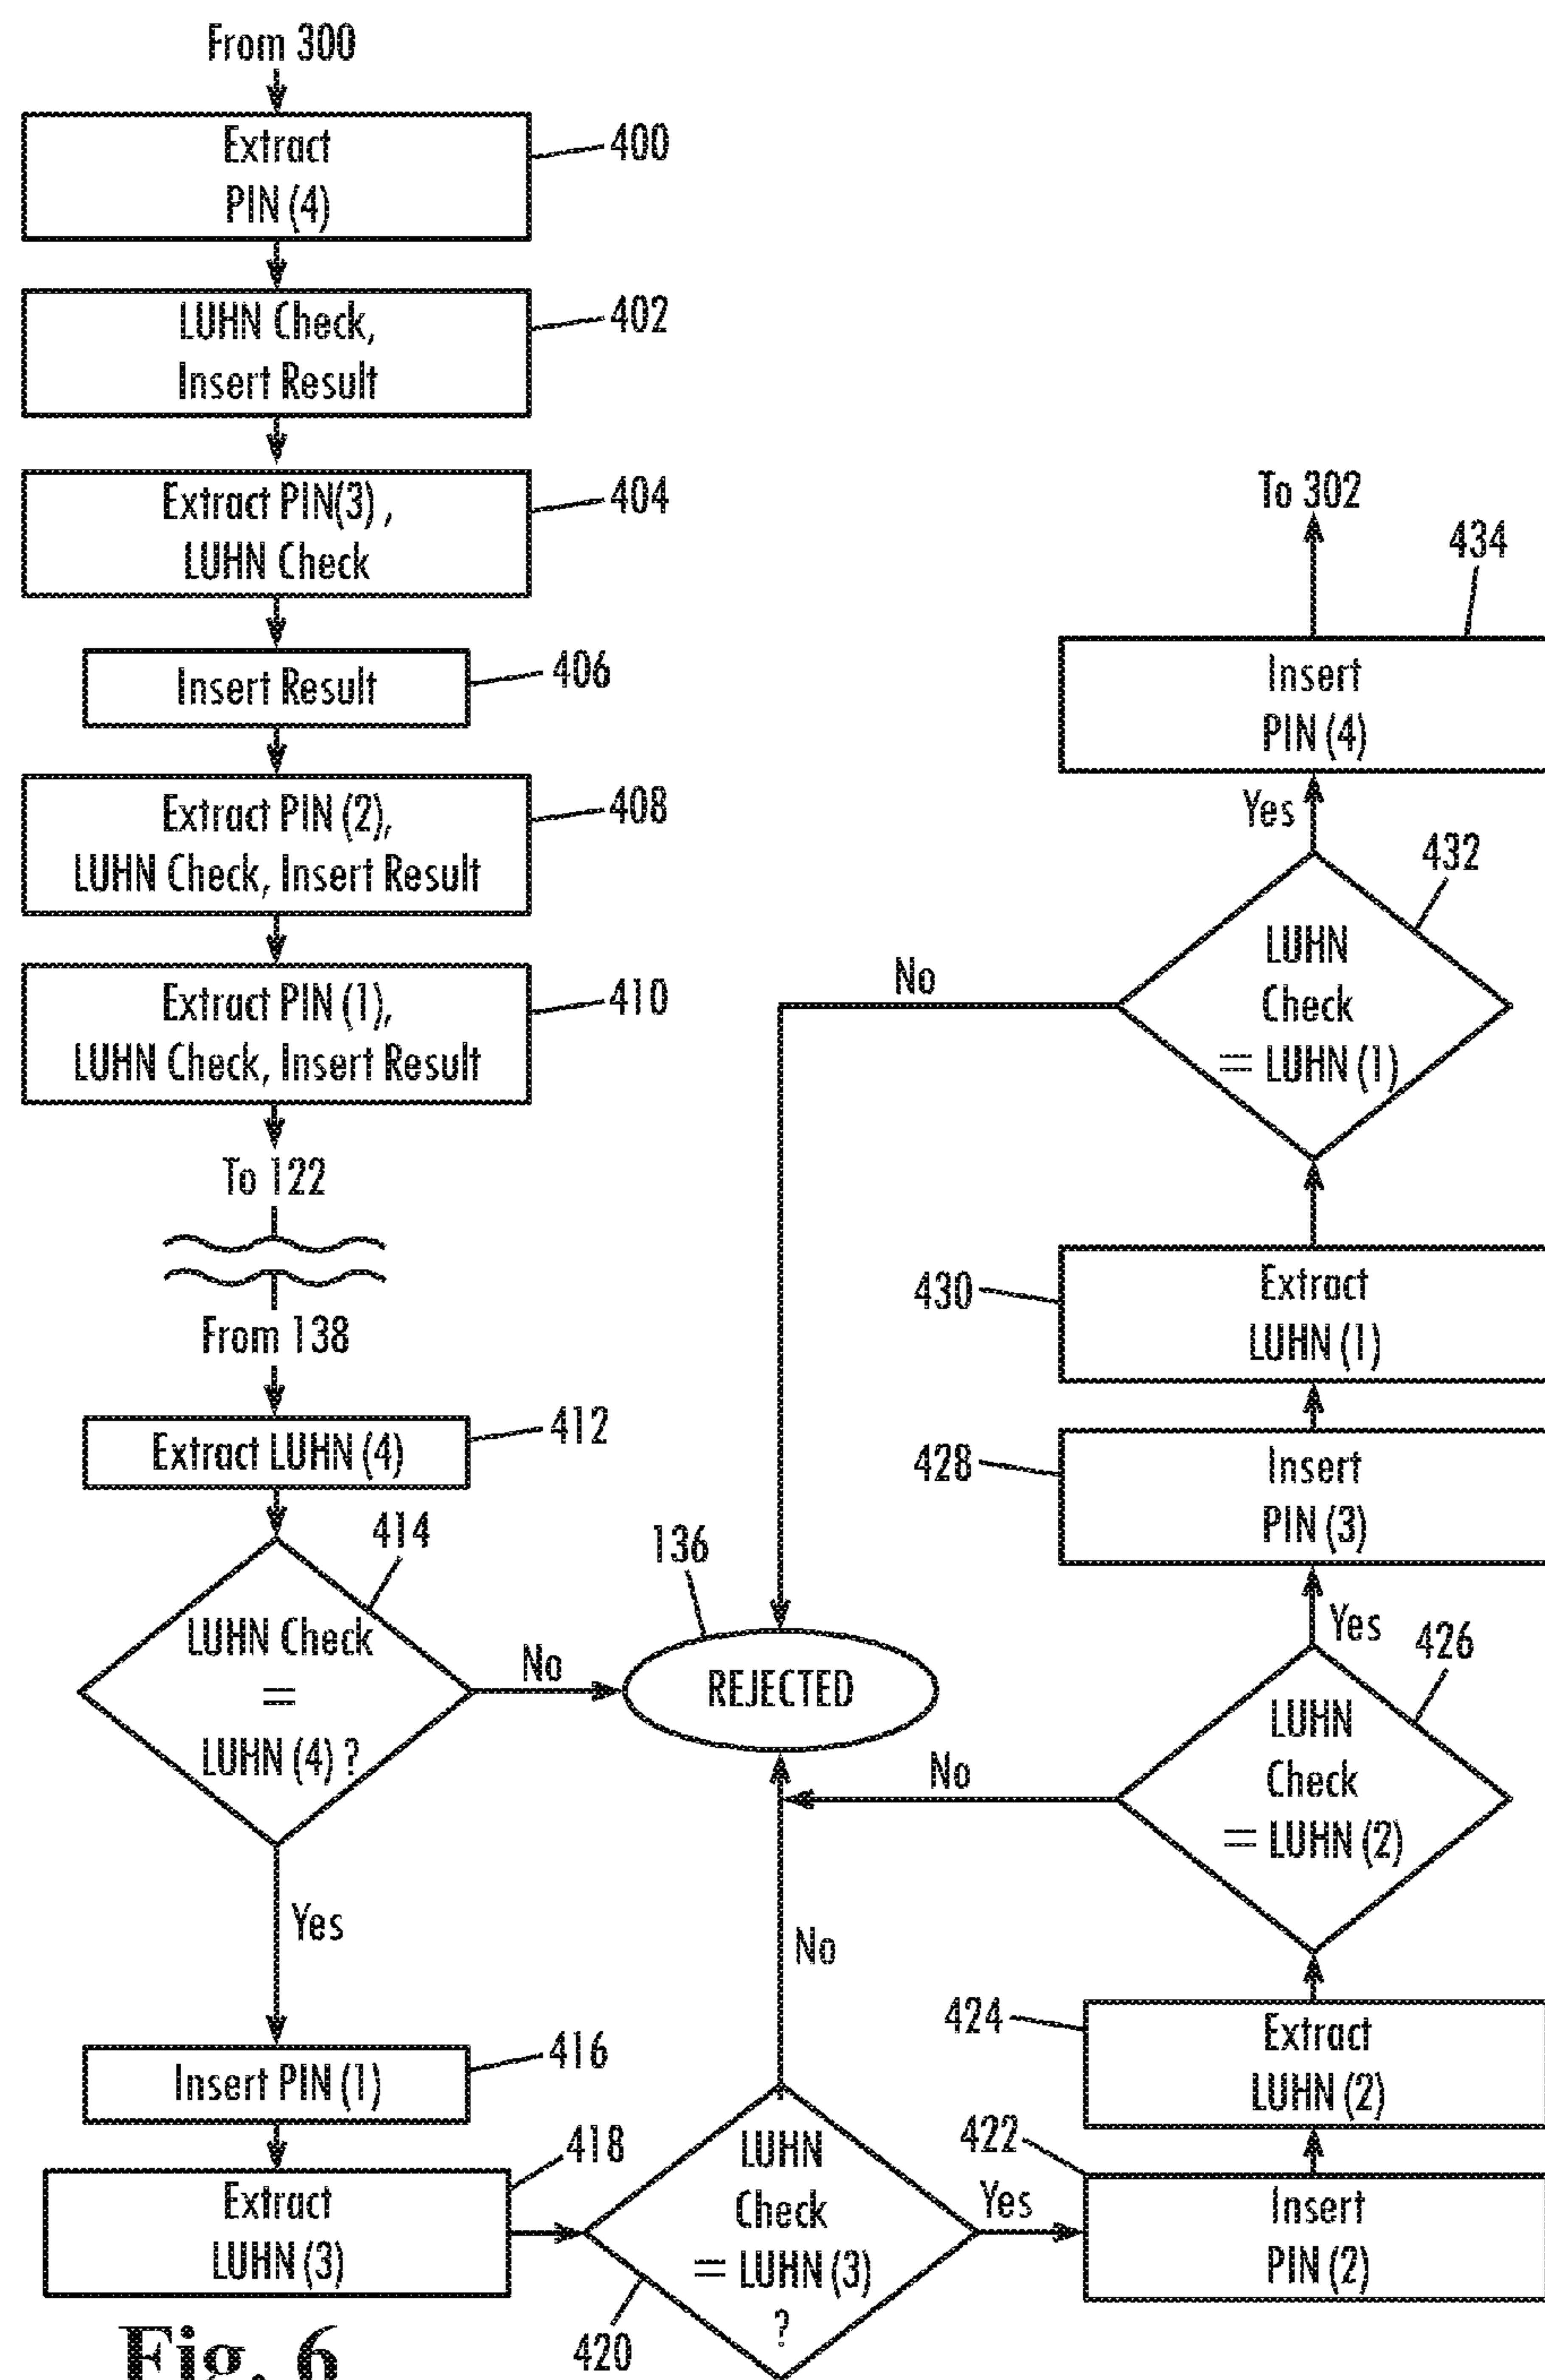 From 300
Extract
PIN (4)
400
LUHN Check,
Insert Result
402
Extract PIN(3),
LUHN Check
404
Insert Result
406
Extract PIN (2),
LUHN Check, Insert Result
408
Extract PIN (1),
LUHN Check, Insert Result
410
To 122
From 138
Extract LUHN (4)
412
414
LUHN Check
=
LUHN (4) ?
No
Yes
136
REJECTED
Insert PIN (1)
416
418
Extract
LUHN (3)
LUHN
Check
= LUHN (3)
?
420
No
Yes
422
Insert
PIN (2)
424
Extract
LUHN (2)
LUHN
Check
= LUHN (2)
426
No
Yes
428
Insert
PIN (3)
430
Extract
LUHN (1)
LUHN
Check
= LUHN (1)
432
No
Yes
Insert
PIN (4)
434
To 302
Fig. 6